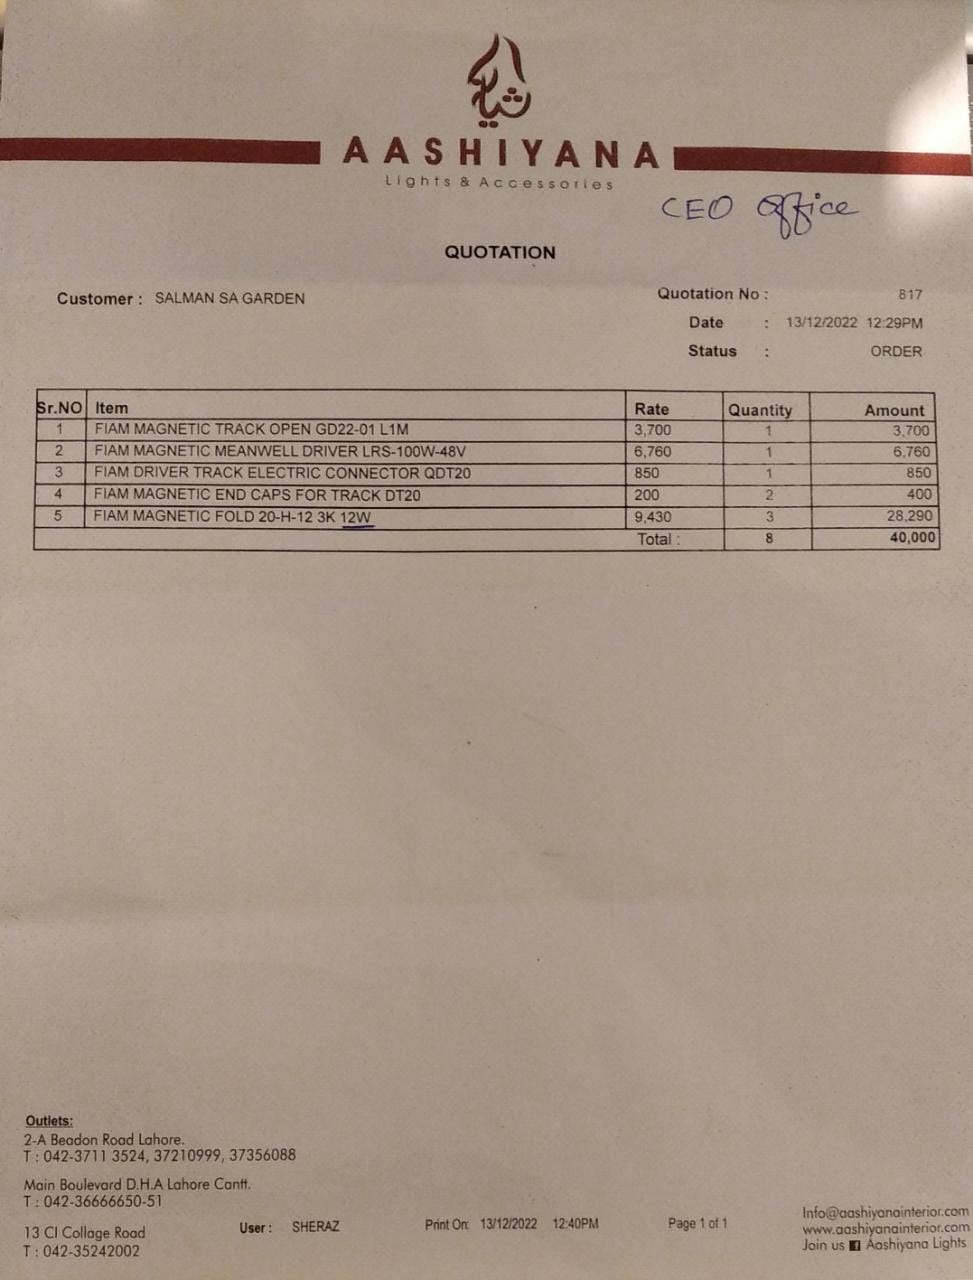 آشیانہ
AASHIYANA
Lights & Accessories
CEO Office
QUOTATION
Customer : SALMAN SA GARDEN
Quotation No : 817
Date : 13/12/2022 12:29PM
Status : ORDER
Sr.NO Item Rate Quantity Amount
1 FIAM MAGNETIC TRACK OPEN GD22-01 L1M 3,700 1 3,700
2 FIAM MAGNETIC MEANWELL DRIVER LRS-100W-48V 6,760 1 6,760
3 FIAM DRIVER TRACK ELECTRIC CONNECTOR QDT20 850 1 850
4 FIAM MAGNETIC END CAPS FOR TRACK DT20 200 2 400
5 FIAM MAGNETIC FOLD 20-H-12 3K 12W 9,430 3 28,290
Total : 8 40,000
Outlets:
2-A Beadon Road Lahore.
T : 042-3711 3524, 37210999, 37356088
Main Boulevard D.H.A Lahore Cantt.
T : 042-36666650-51
13 CI Collage Road
T : 042-35242002
User : SHERAZ
Print On: 13/12/2022 12:40PM
Page 1 of 1
Info@aashiyanainterior.com
www.aashiyanainterior.com
Join us Aashiyana Lights